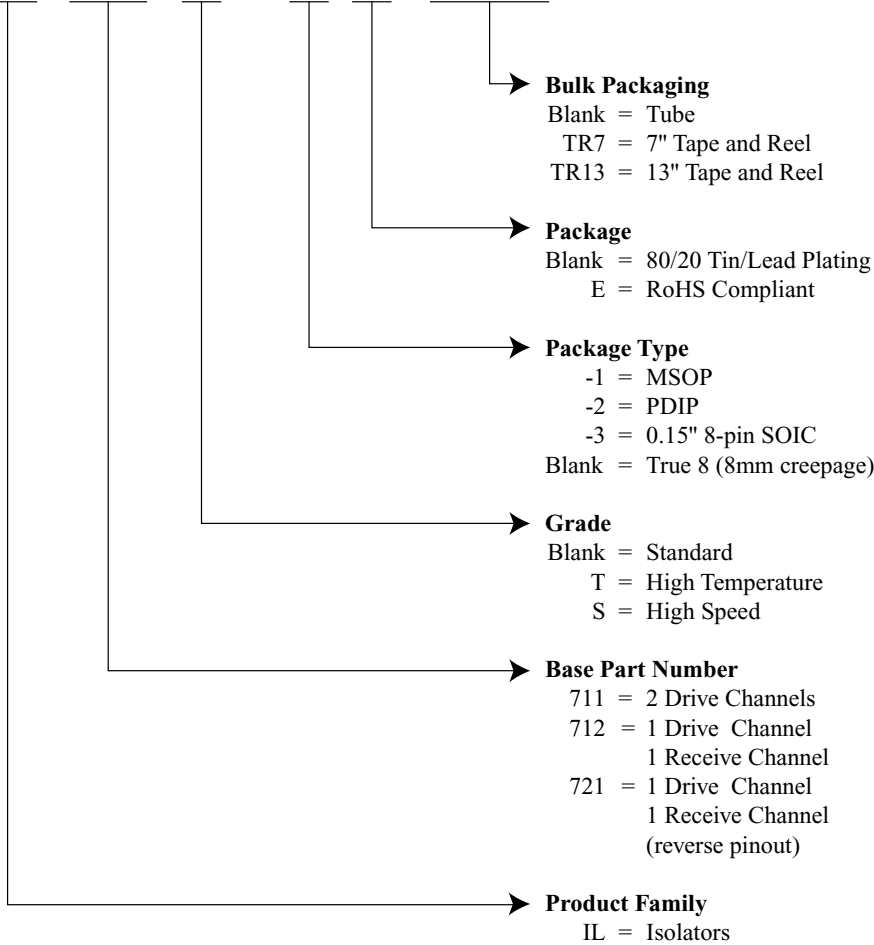 Bulk Packaging
Blank = Tube
TR7 = 7" Tape and Reel
TR13 = 13" Tape and Reel
Package
Blank = 80/20 Tin/Lead Plating
E = RoHS Compliant
Package Type
-1 = MSOP
-2 = PDIP
-3 = 0.15" 8-pin SOIC
Blank = True 8 (8mm creepage)
Grade
Blank = Standard
T = High Temperature
S = High Speed
Base Part Number
711 = 2 Drive Channels
712 = 1 Drive Channel
1 Receive Channel
721 = 1 Drive Channel
1 Receive Channel
(reverse pinout)
Product Family
IL = Isolators